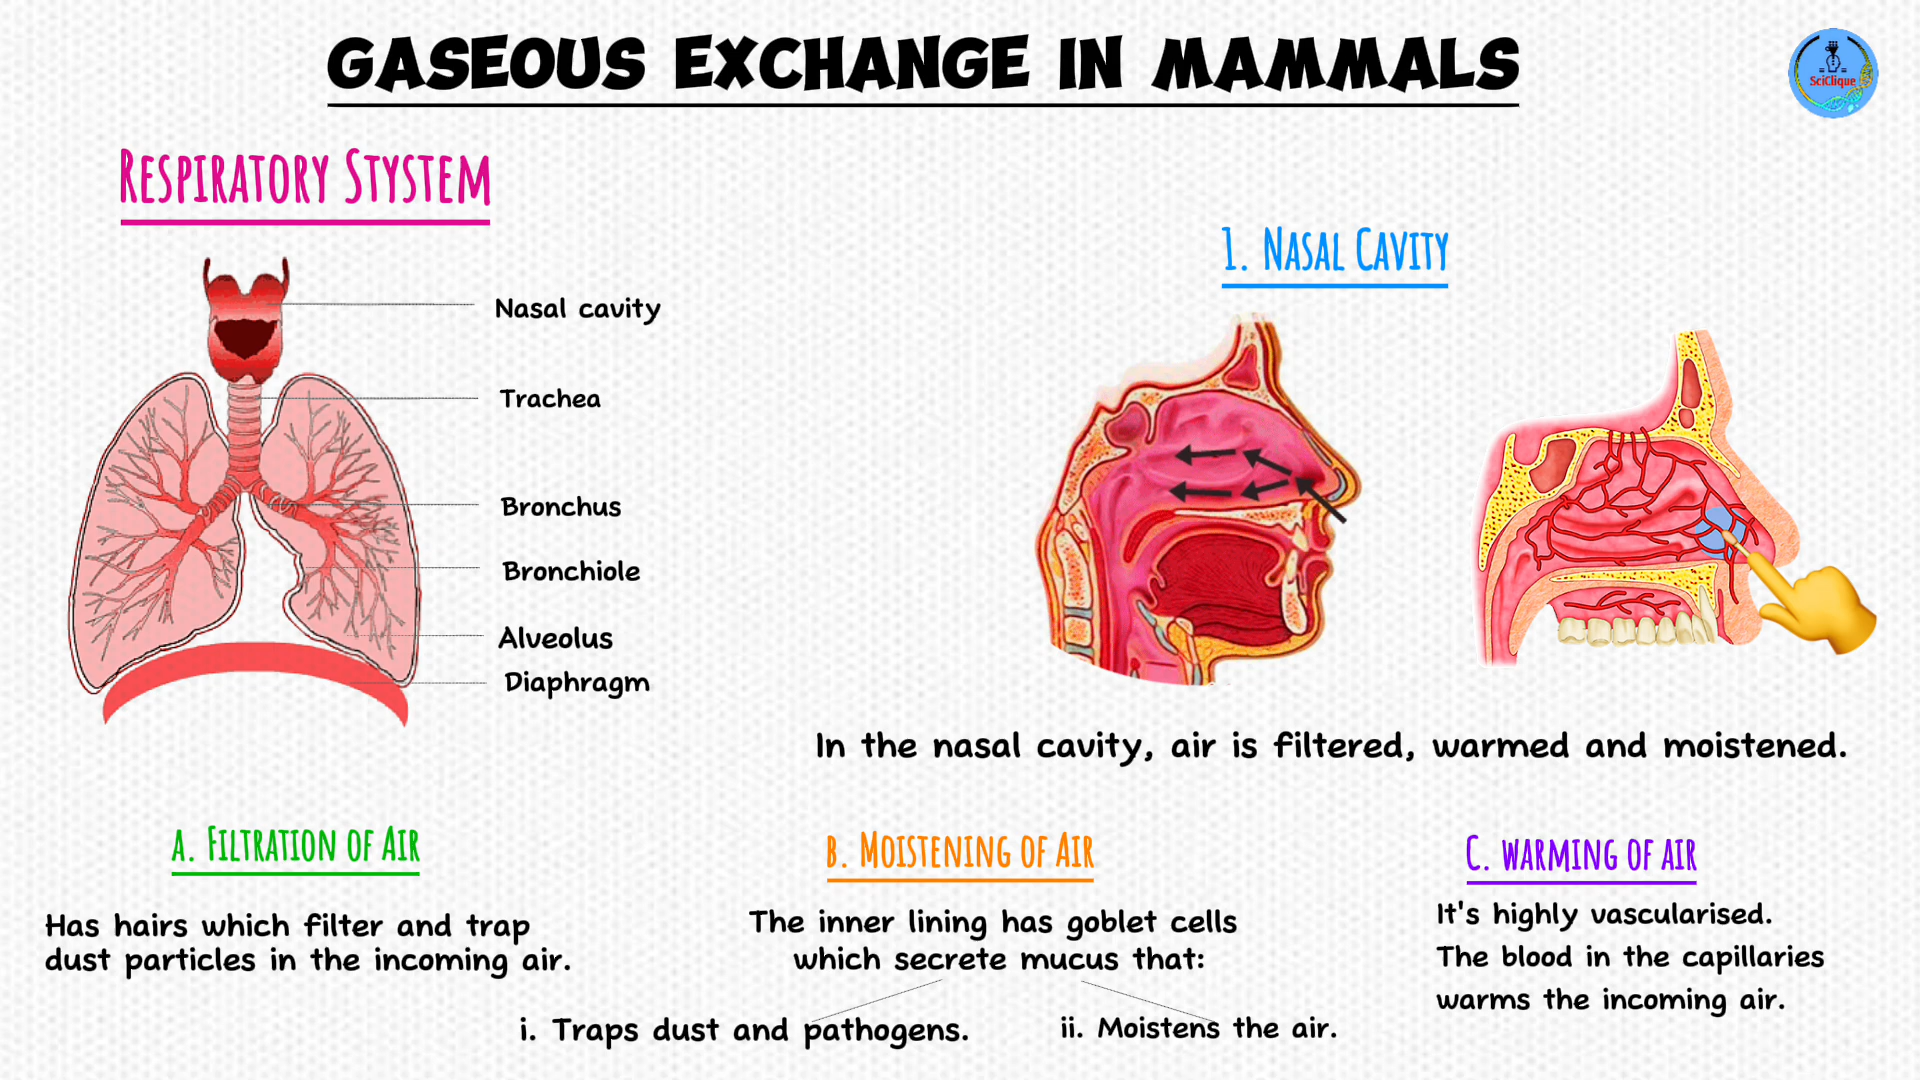 GASEOUS EXCHANGE IN MAMMALS
SciClique
RESPIRATORY STYSTEM
Nasal cavity
Trachea
Bronchus
Bronchiole
Alveolus
Diaphragm
1. NASAL CAVITY
In the nasal cavity, air is filtered, warmed and moistened.
A. FILTRATION OF AIR
Has hairs which filter and trap
dust particles in the incoming air.
B. MOISTENING OF AIR
The inner lining has goblet cells
which secrete mucus that:
i. Traps dust and pathogens.
ii. Moistens the air.
C. WARMING OF AIR
It's highly vascularised.
The blood in the capillaries
warms the incoming air.